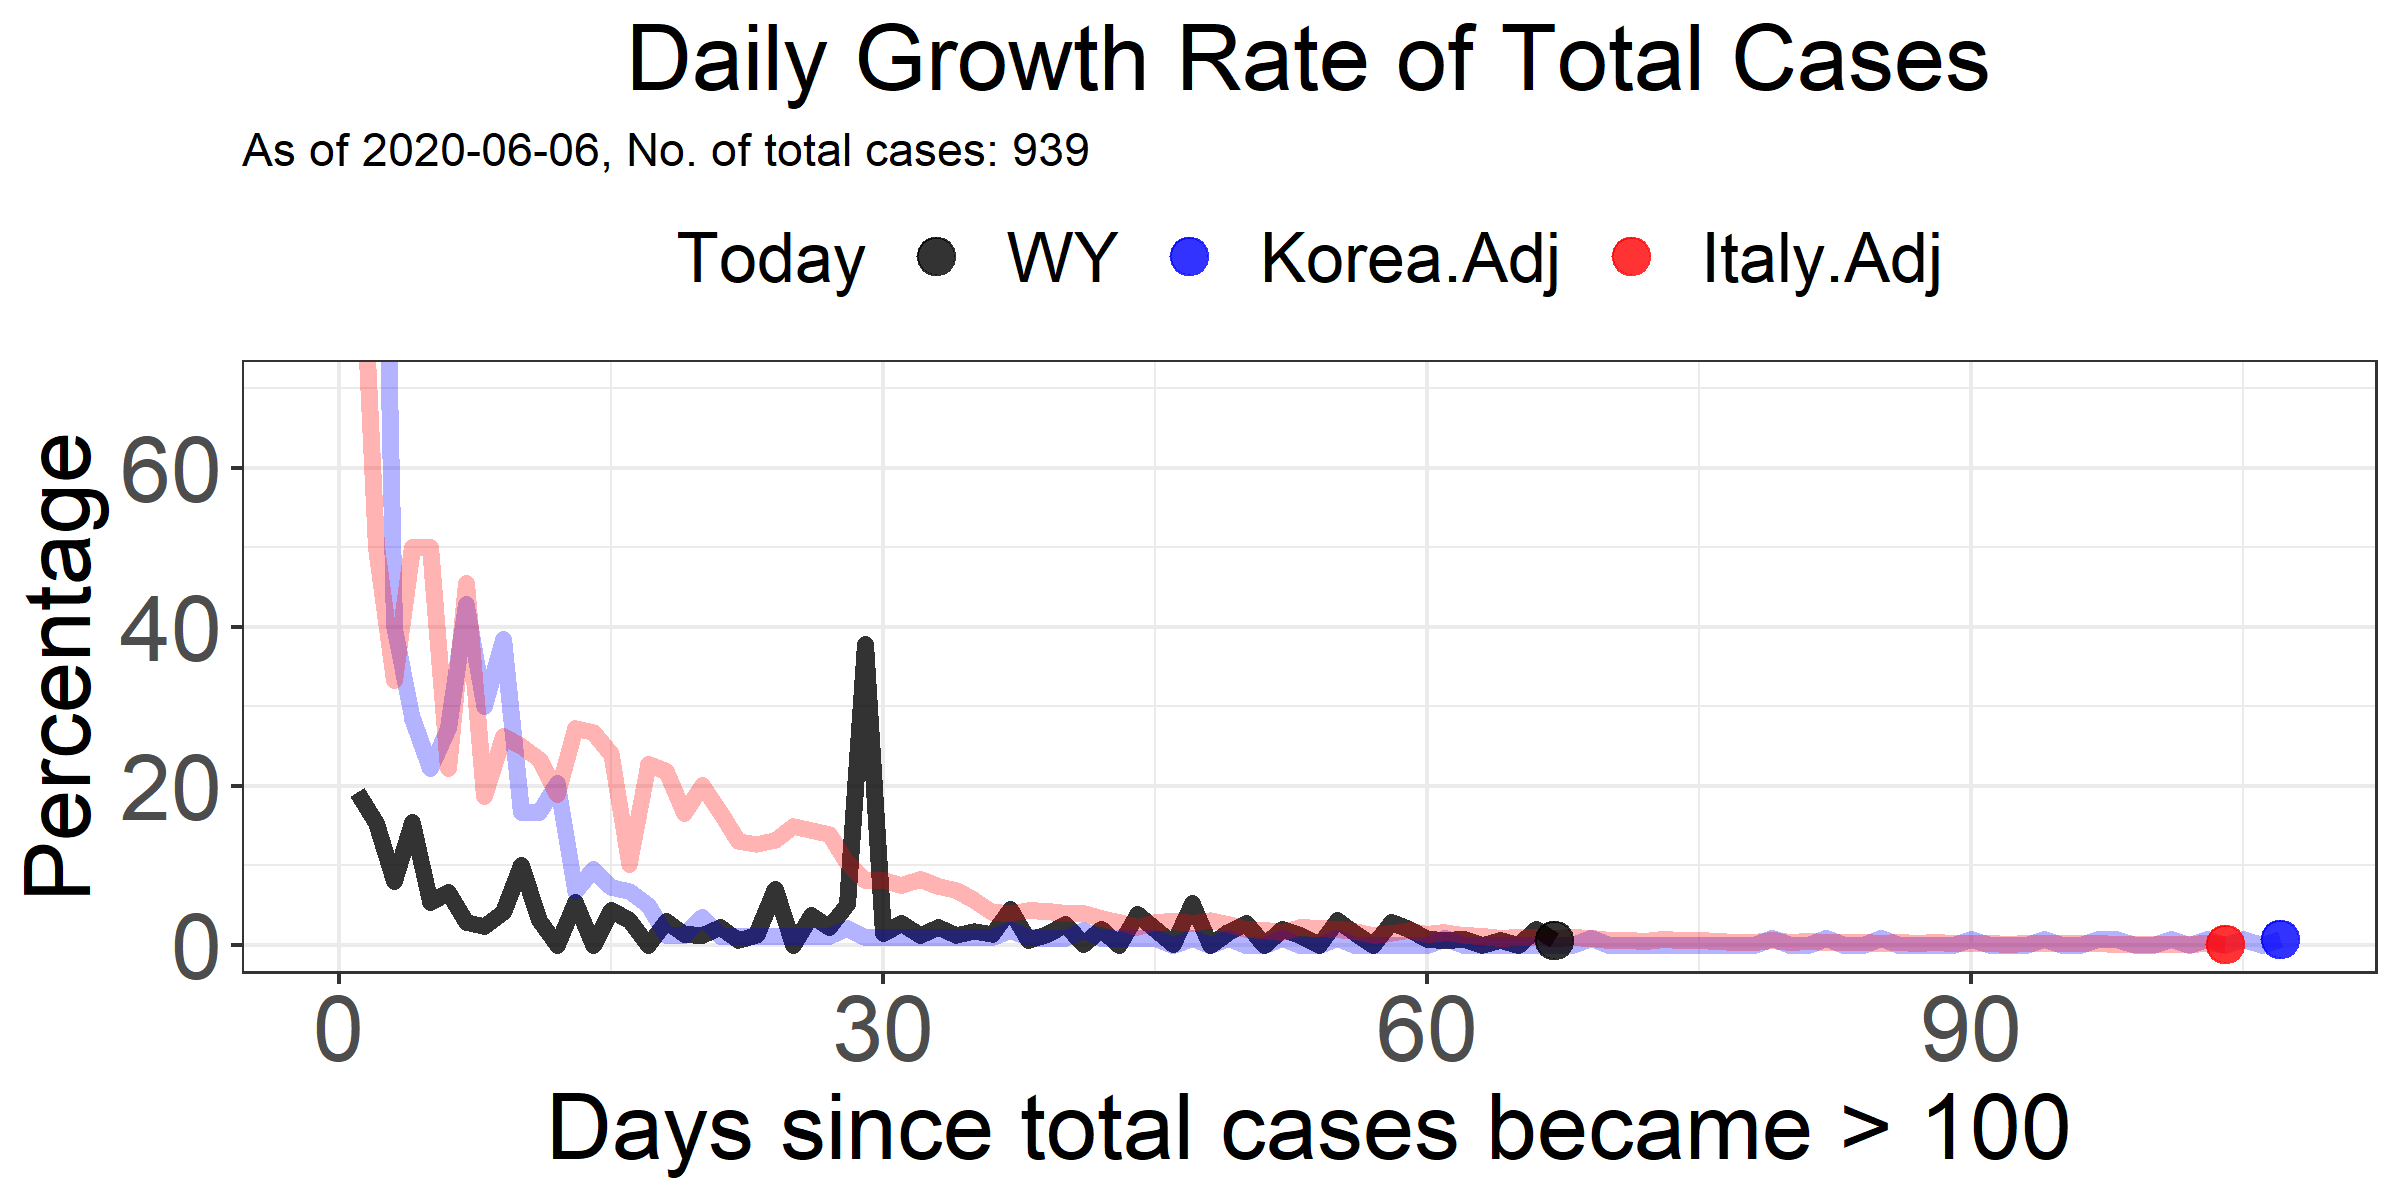 Daily Growth Rate of Total Cases
As of 2020-06-06, No. of total cases: 939
Today WY Korea.Adj Italy.Adj
Percentage
60
40
20
0
0 30 60 90
Days since total cases became > 100